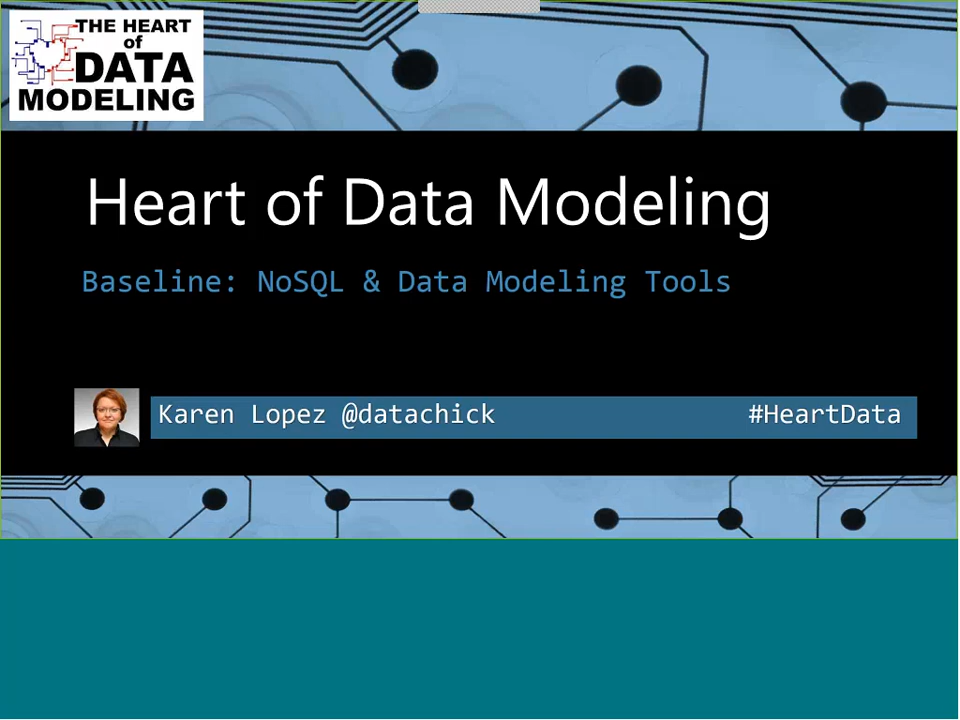 THE HEART
of
DATA
MODELING
Heart of Data Modeling
Baseline: NoSQL & Data Modeling Tools
Karen Lopez @datachick #HeartData